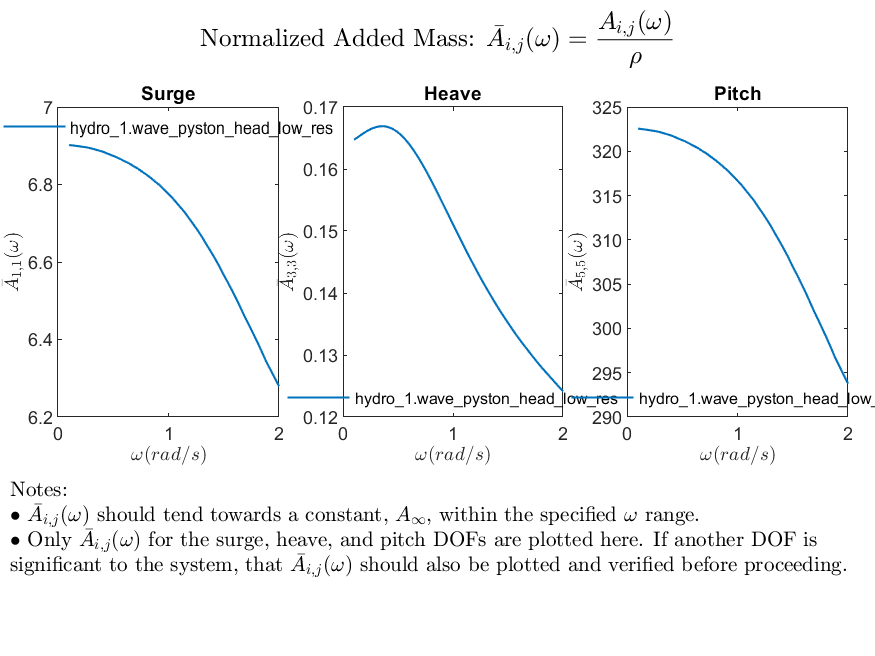 Normalized Added Mass: Ā_{i,j}(ω) = A_{i,j}(ω) / ρ
Surge
7
6.8
6.6
6.4
6.2
0
1
2
Ā_{1,1}(ω)
ω(rad/s)
hydro_1.wave_pyston_head_low_res
Heave
0.17
0.16
0.15
0.14
0.13
0.12
0
1
2
Ā_{3,3}(ω)
ω(rad/s)
hydro_1.wave_pyston_head_low_res
Pitch
325
320
315
310
305
300
295
290
0
1
2
Ā_{5,5}(ω)
ω(rad/s)
hydro_1.wave_pyston_head_low_
Notes:
• Ā_{i,j}(ω) should tend towards a constant, A_∞, within the specified ω range.
• Only Ā_{i,j}(ω) for the surge, heave, and pitch DOFs are plotted here. If another DOF is
significant to the system, that Ā_{i,j}(ω) should also be plotted and verified before proceeding.